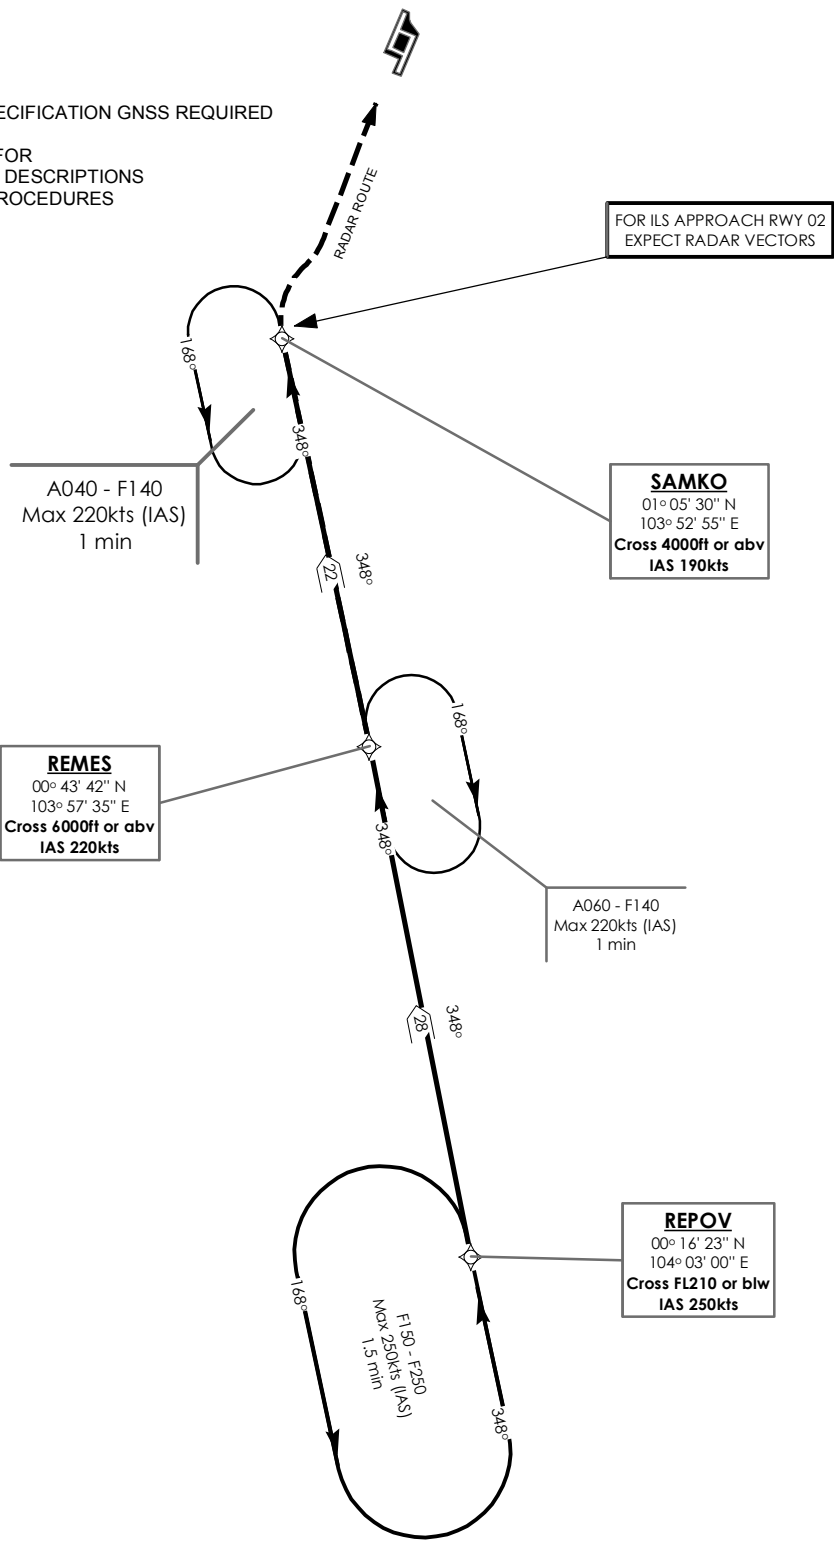 ECIFICATION GNSS REQUIRED
FOR
DESCRIPTIONS
ROCEDURES
RADAR ROUTE
FOR ILS APPROACH RWY 02
EXPECT RADAR VECTORS
168°
348°
A040 - F140
Max 220kts (IAS)
1 min
SAMKO
01° 05' 30" N
103° 52' 55" E
Cross 4000ft or abv
IAS 190kts
22
348°
168°
REMES
00° 43' 42" N
103° 57' 35" E
Cross 6000ft or abv
IAS 220kts
348°
A060 - F140
Max 220kts (IAS)
1 min
28
348°
REPOV
00° 16' 23" N
104° 03' 00" E
Cross FL210 or blw
IAS 250kts
168°
F150 - F250
Max 250kts (IAS)
1.5 min
348°